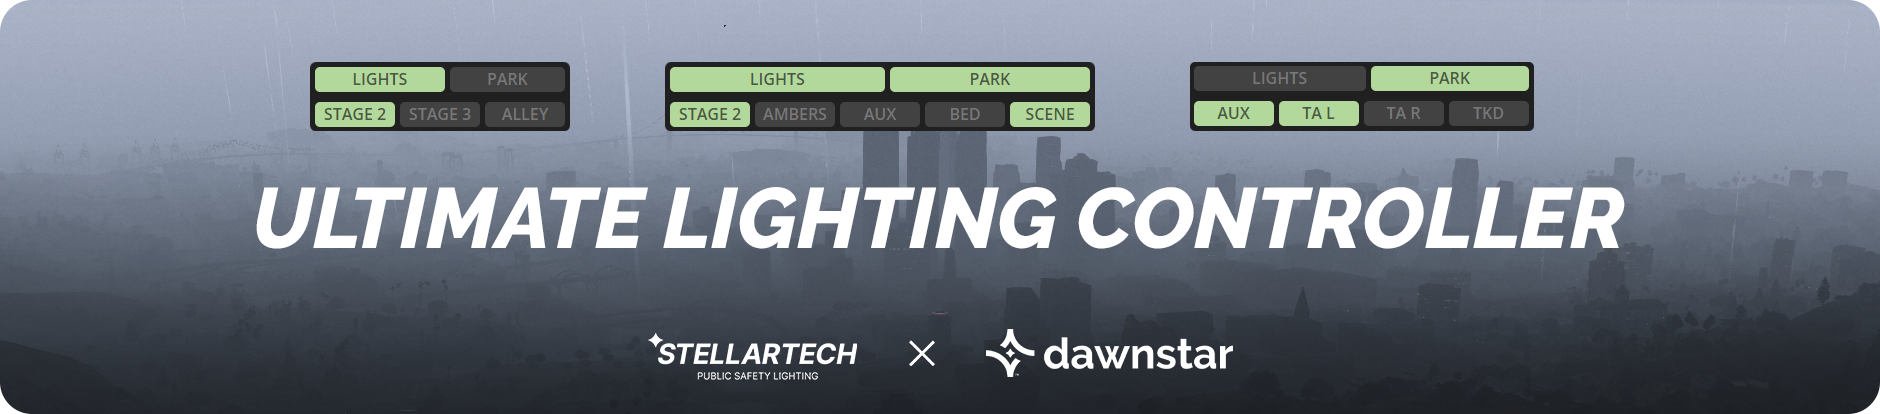 LIGHTS PARK
STAGE 2 STAGE 3 ALLEY
LIGHTS PARK
STAGE 2 AMBERS AUX BED SCENE
LIGHTS PARK
AUX TA L TA R TKD
ULTIMATE LIGHTING CONTROLLER
STELLARTECH
PUBLIC SAFETY LIGHTING
dawnstar